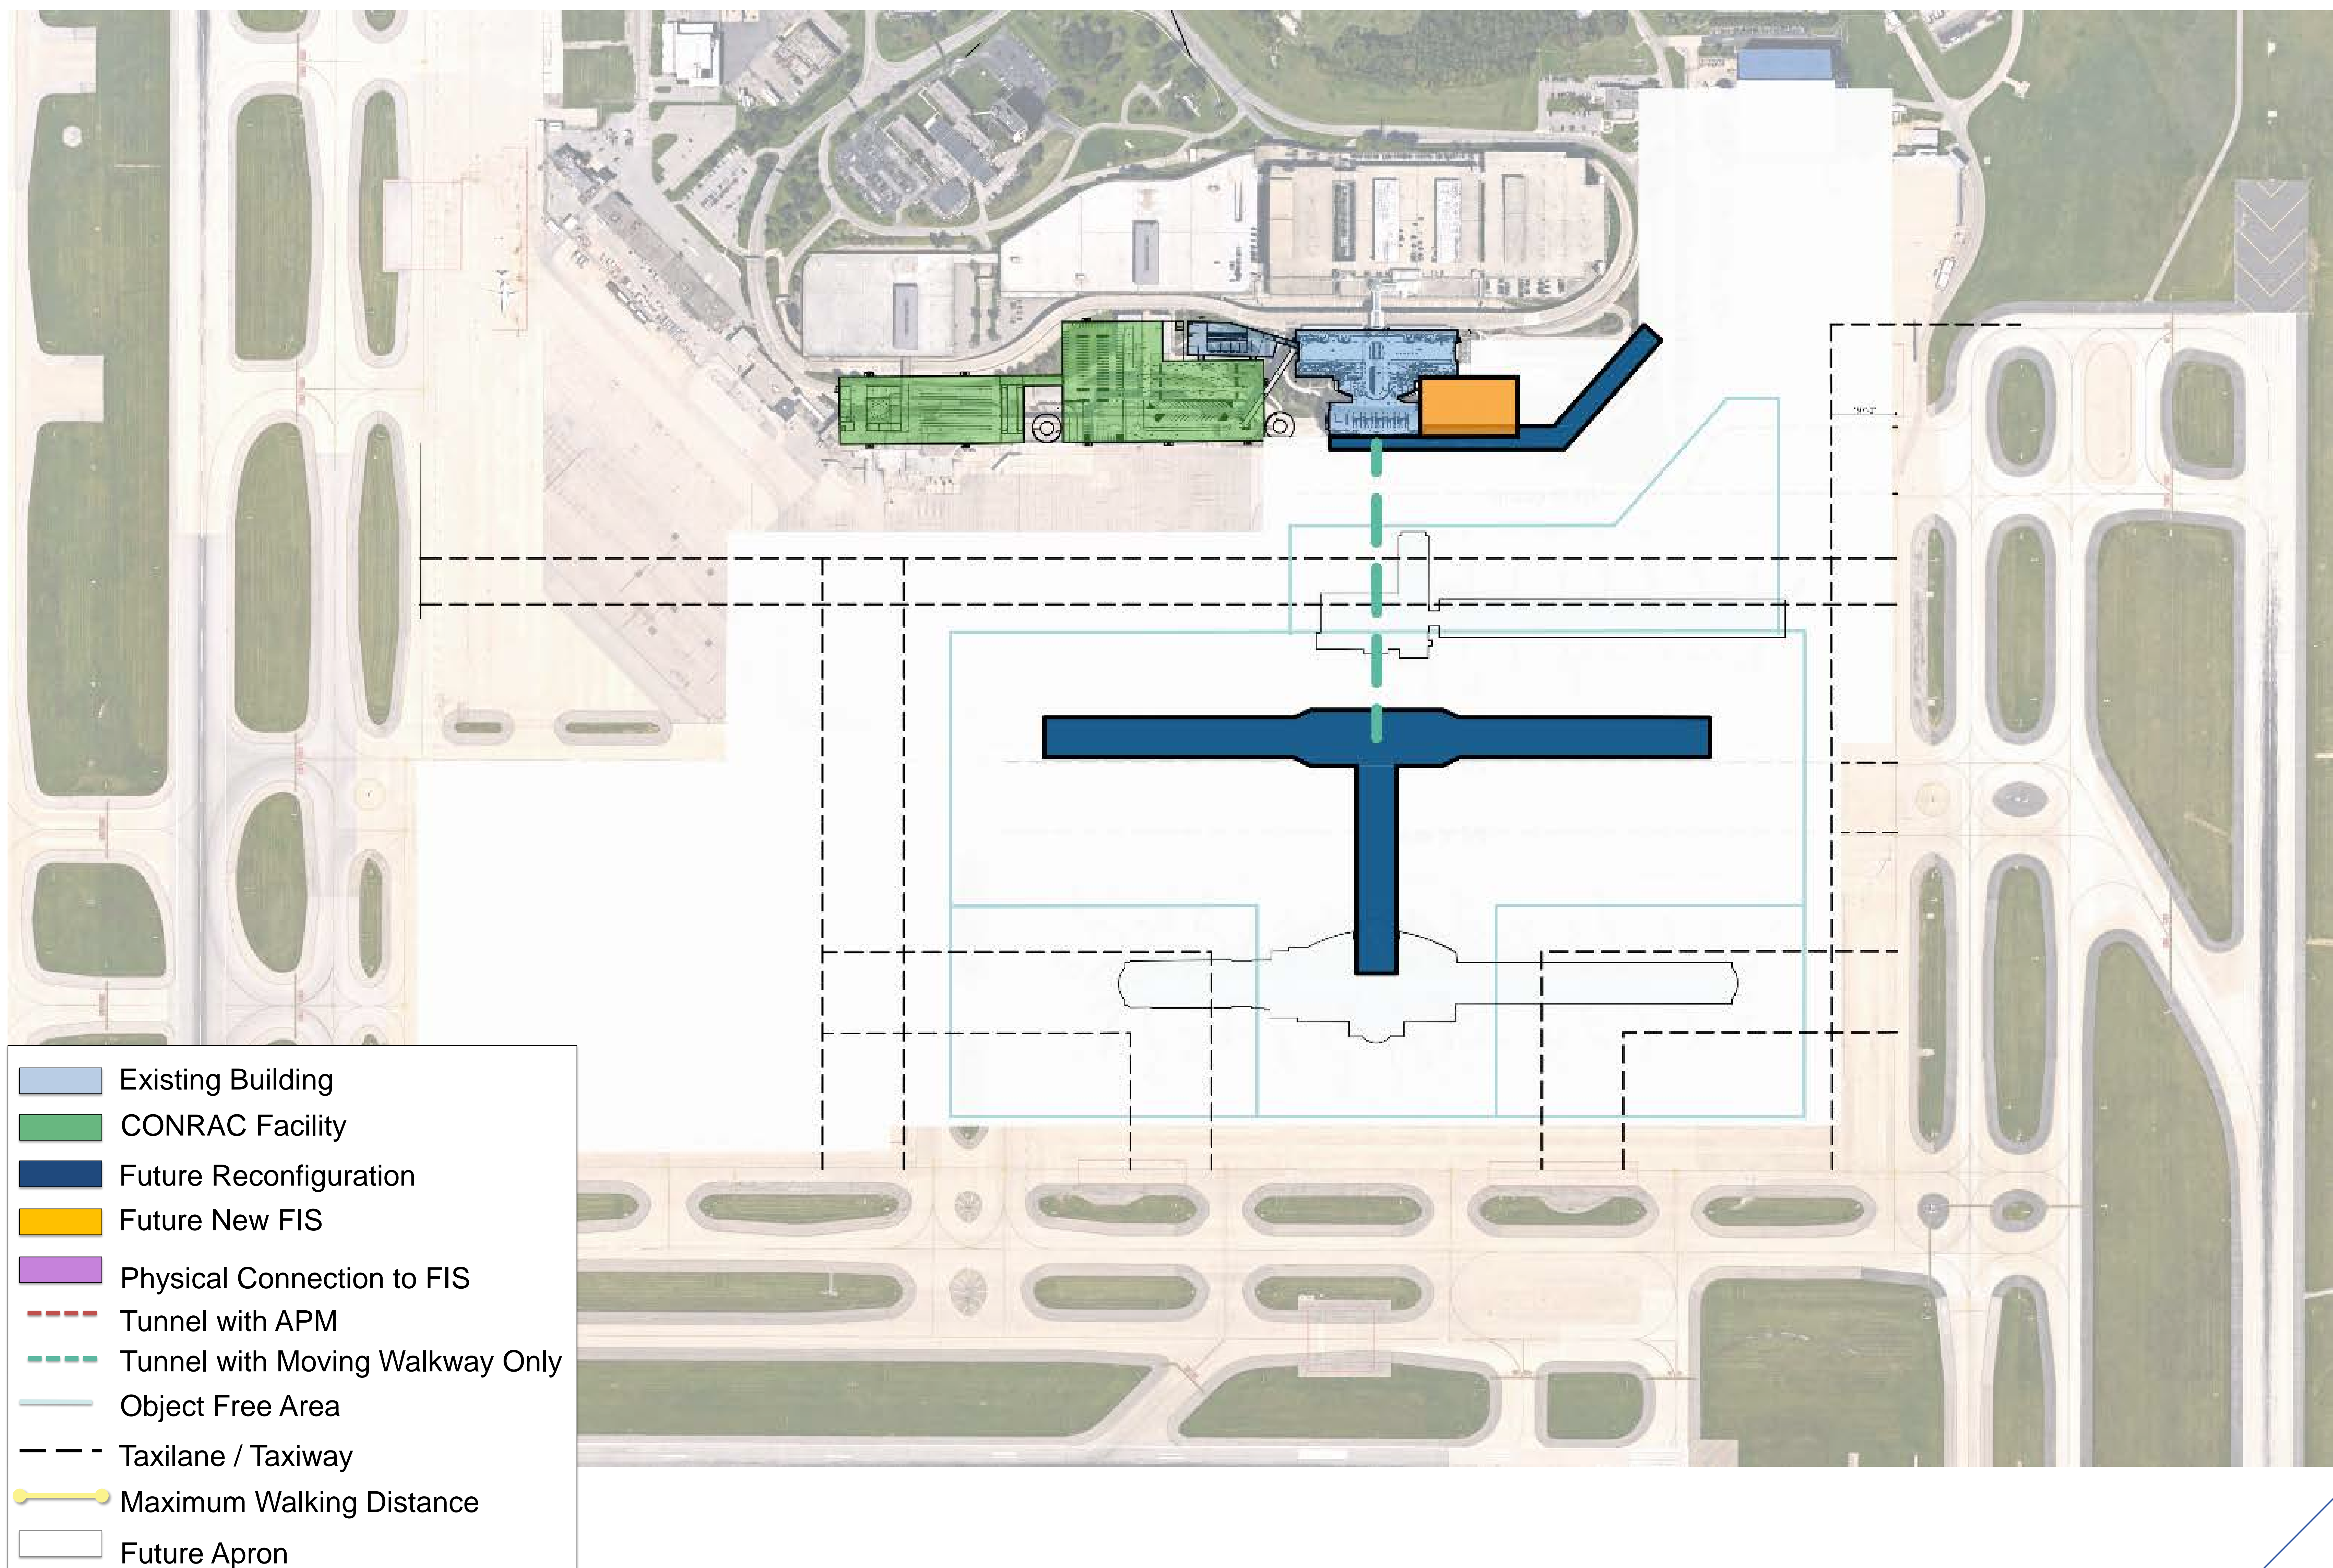 Existing Building
CONRAC Facility
Future Reconfiguration
Future New FIS
Physical Connection to FIS
Tunnel with APM
Tunnel with Moving Walkway Only
Object Free Area
Taxilane / Taxiway
Maximum Walking Distance
Future Apron